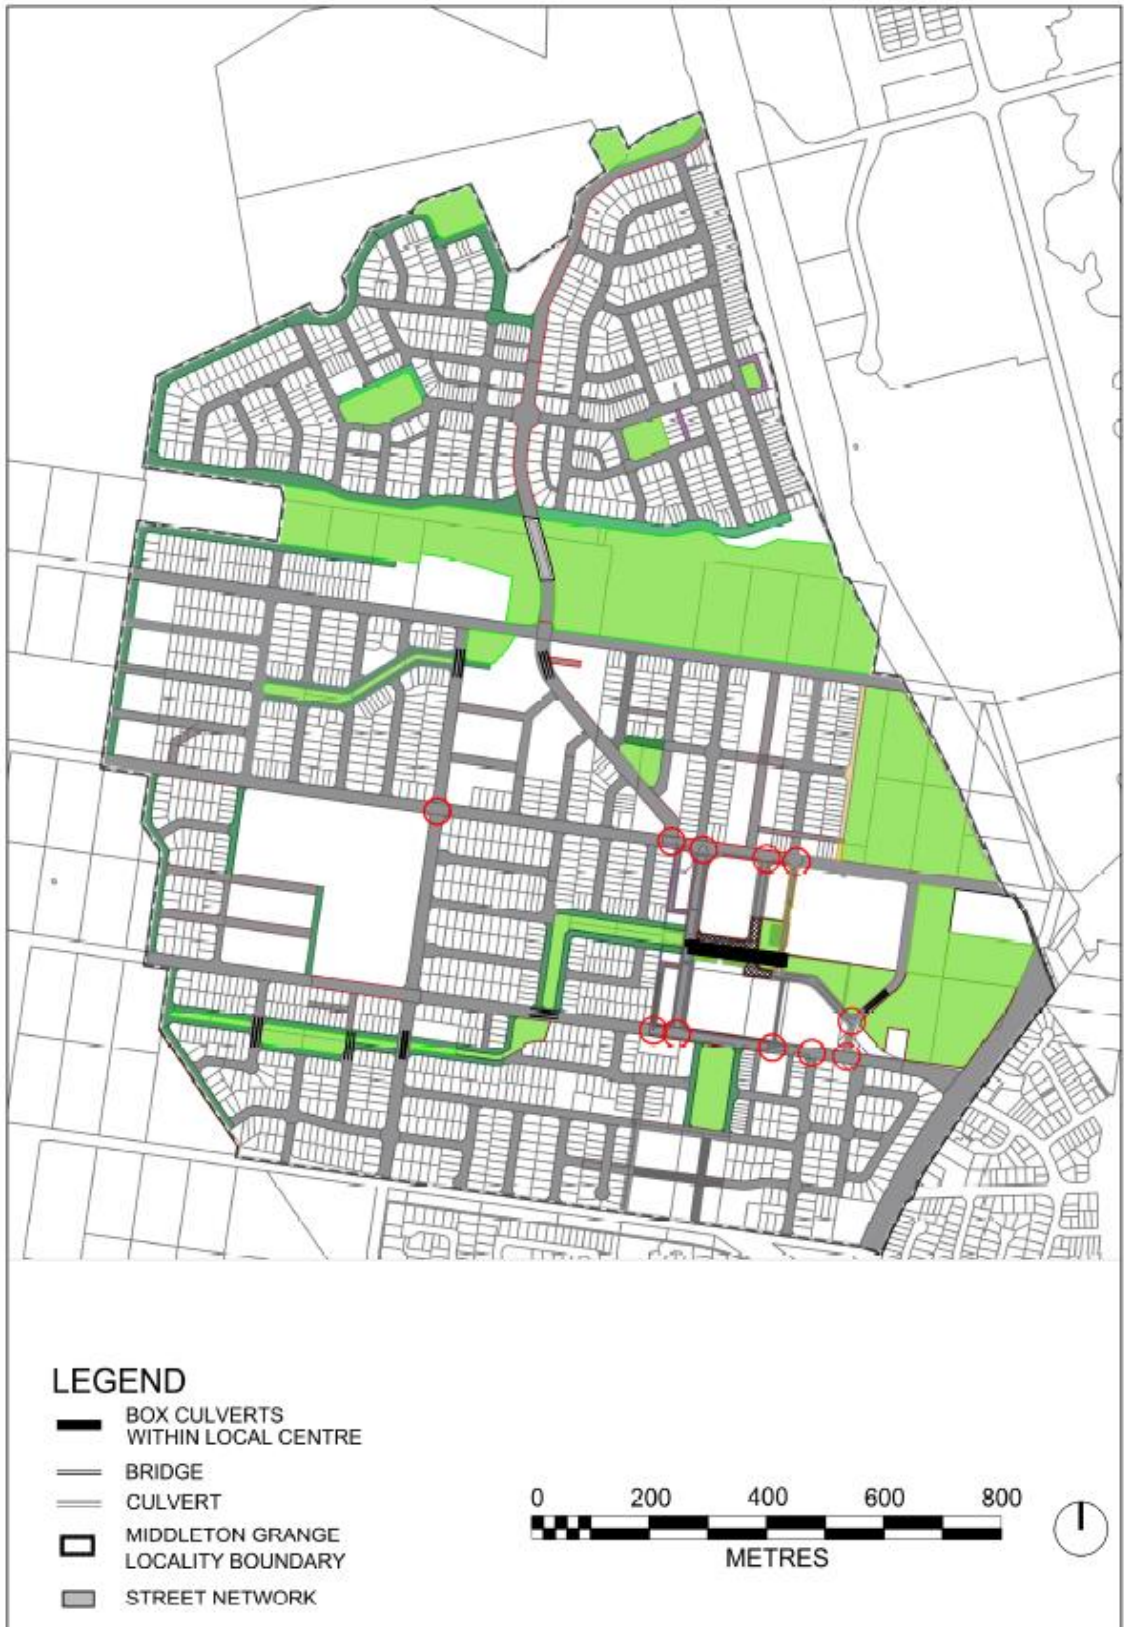 LEGEND
BOX CULVERTS
WITHIN LOCAL CENTRE
BRIDGE
CULVERT
MIDDLETON GRANGE
LOCALITY BOUNDARY
STREET NETWORK
0 200 400 600 800
METRES